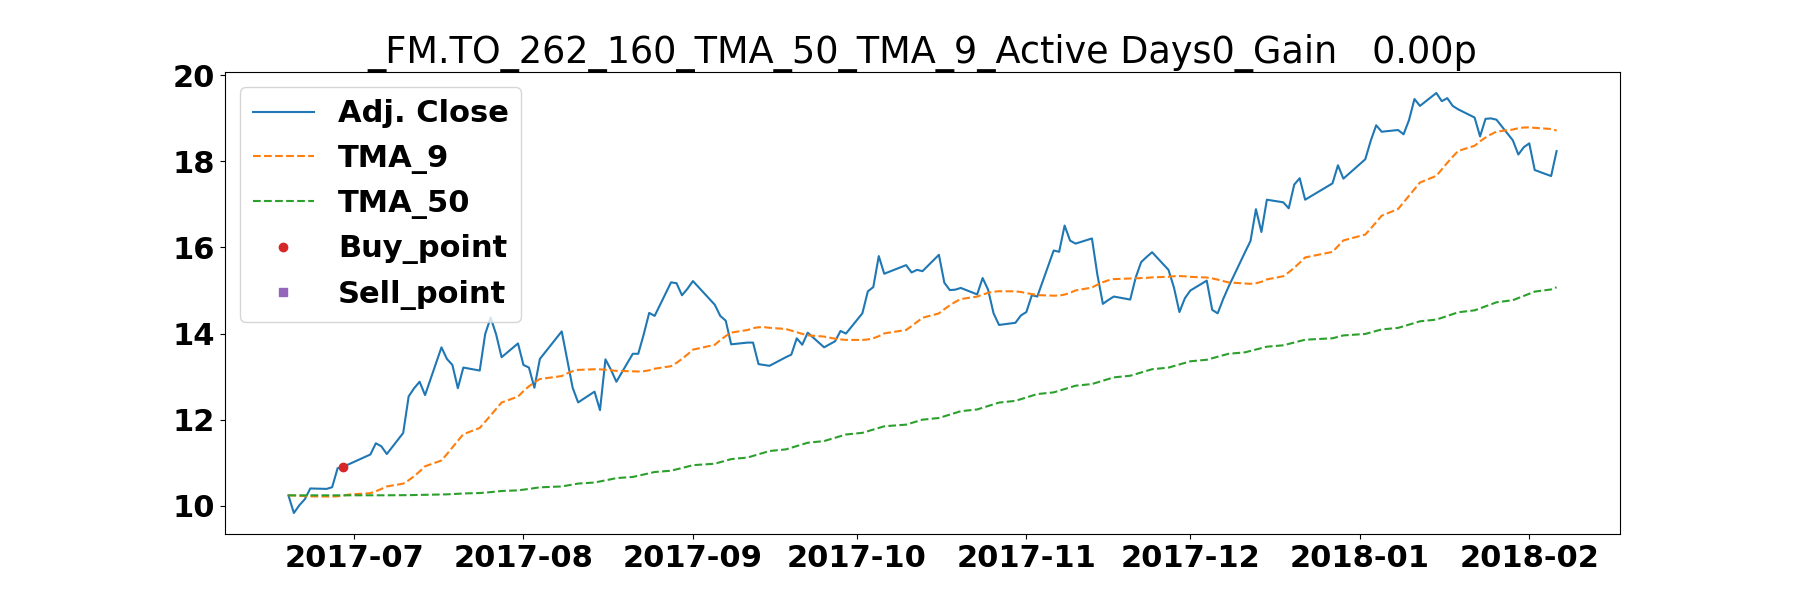 _FM.TO_262_160_TMA_50_TMA_9_Active Days0_Gain   0.00p
20
18
16
14
12
10
Adj. Close
TMA_9
TMA_50
Buy_point
Sell_point
2017-07 2017-08 2017-09 2017-10 2017-11 2017-12 2018-01 2018-02